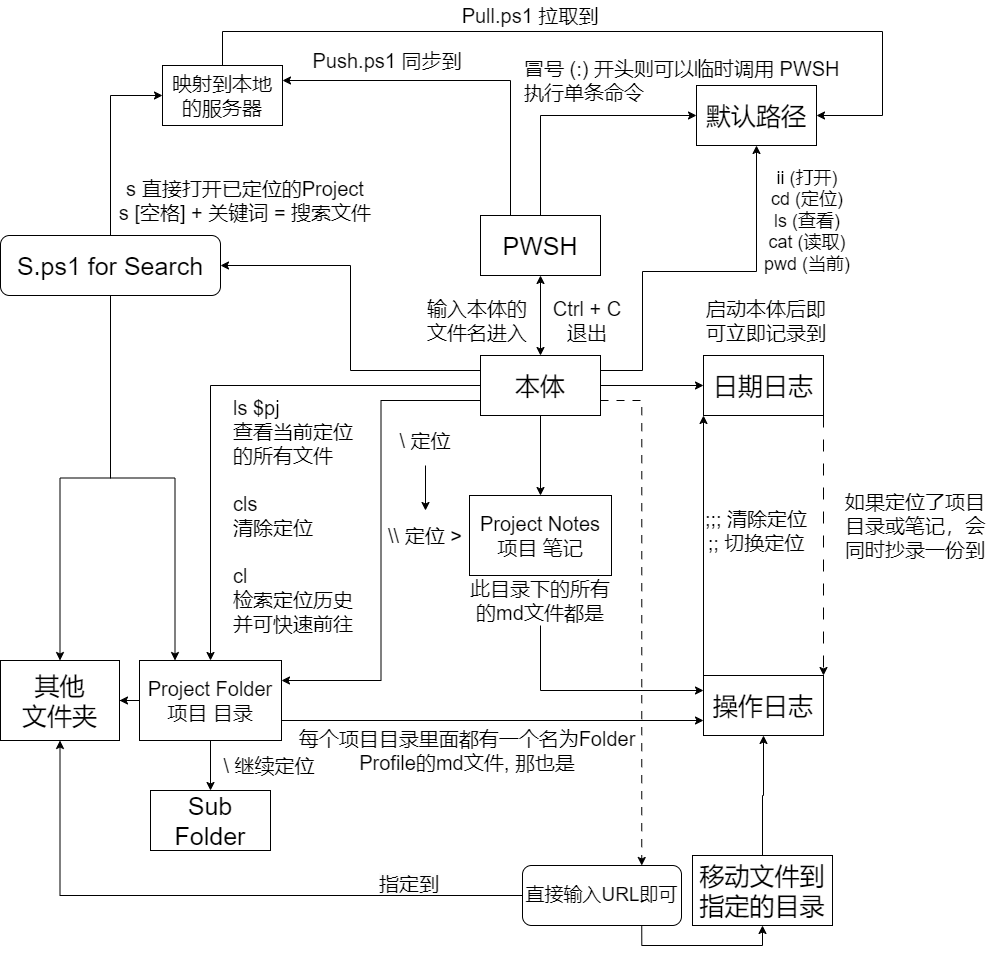 Pull.ps1 拉取到
Push.ps1 同步到
冒号 (:) 开头则可以临时调用 PWSH
执行单条命令
映射到本地
的服务器
默认路径
s 直接打开已定位的Project
s [空格] + 关键词 = 搜索文件
ii (打开)
cd (定位)
ls (查看)
cat (读取)
pwd (当前)
S.ps1 for Search
PWSH
输入本体的
文件名进入
Ctrl + C
退出
启动本体后即
可立即记录到
本体
日期日志
ls $pj
查看当前定位
的所有文件
cls
清除定位
cl
检索定位历史
并可快速前往
\ 定位
\\ 定位 >
Project Notes
项目 笔记
此目录下的所有
的md文件都是
;;; 清除定位
;; 切换定位
如果定位了项目
目录或笔记，会
同时抄录一份到
其他
文件夹
Project Folder
项目 目录
操作日志
每个项目目录里面都有一个名为Folder
Profile的md文件, 那也是
\ 继续定位
Sub
Folder
指定到
直接输入URL即可
移动文件到
指定的目录